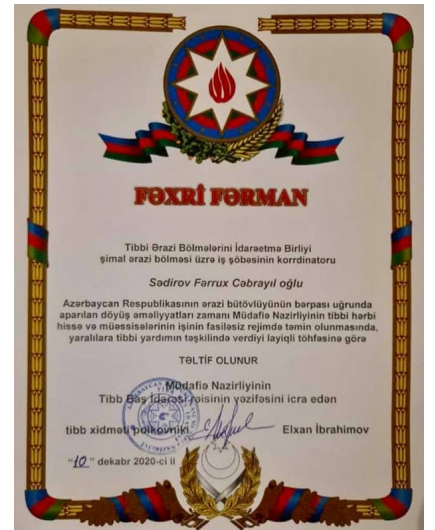 FƏXRİ FƏRMAN
Tibbi Ərazi Bölmələrini İdarəetmə Birliyi
şimal ərazi bölməsi üzrə iş şöbəsinin korrdinatoru
Sədirov Fərrux Cəbrayıl oğlu
Azərbaycan Respublikasının ərazi bütövlüyünün bərpası uğrunda
aparılan döyüş əməliyyatları zamanı Müdafiə Nazirliyinin tibbi hərbi
hissə və müəssisələrinin işinin fasiləsiz rejimdə təmin olunmasında,
yaralılara tibbi yardımın təşkilində verdiyi layiqli töhfəsinə görə
TƏLTİF OLUNUR
Müdafiə Nazirliyinin
Tibb Baş İdarəsi rəisinin vəzifəsini icra edən
tibb xidməti polkovniki Elxan İbrahimov
"10" dekabr 2020-ci il